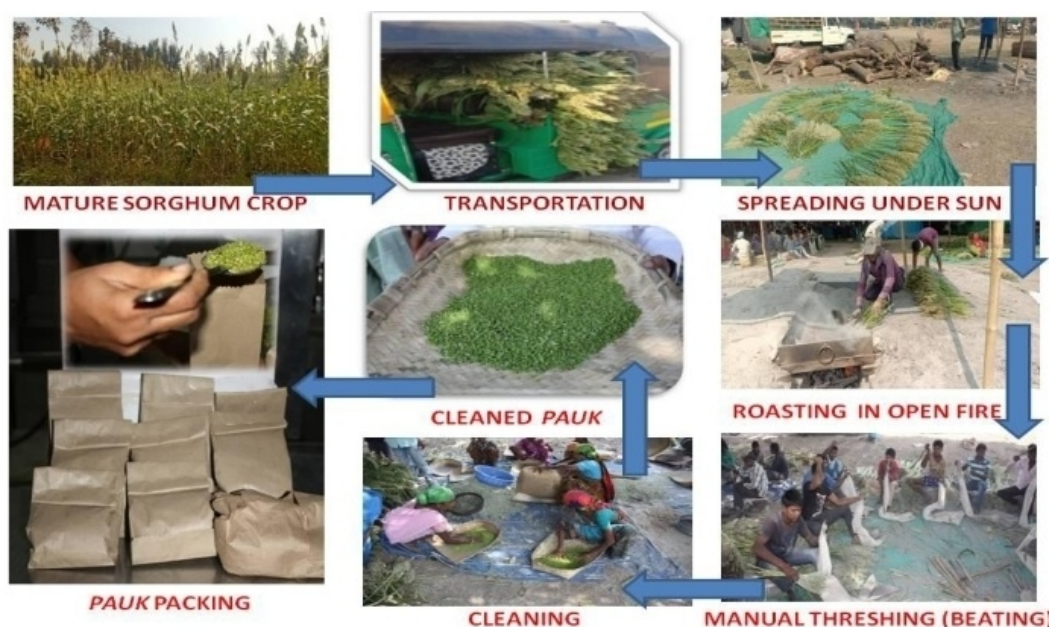 MATURE SORGHUM CROP
TRANSPORTATION
SPREADING UNDER SUN
ROASTING IN OPEN FIRE
MANUAL THRESHING (BEATING)
CLEANING
CLEANED PAUK
PAUK PACKING